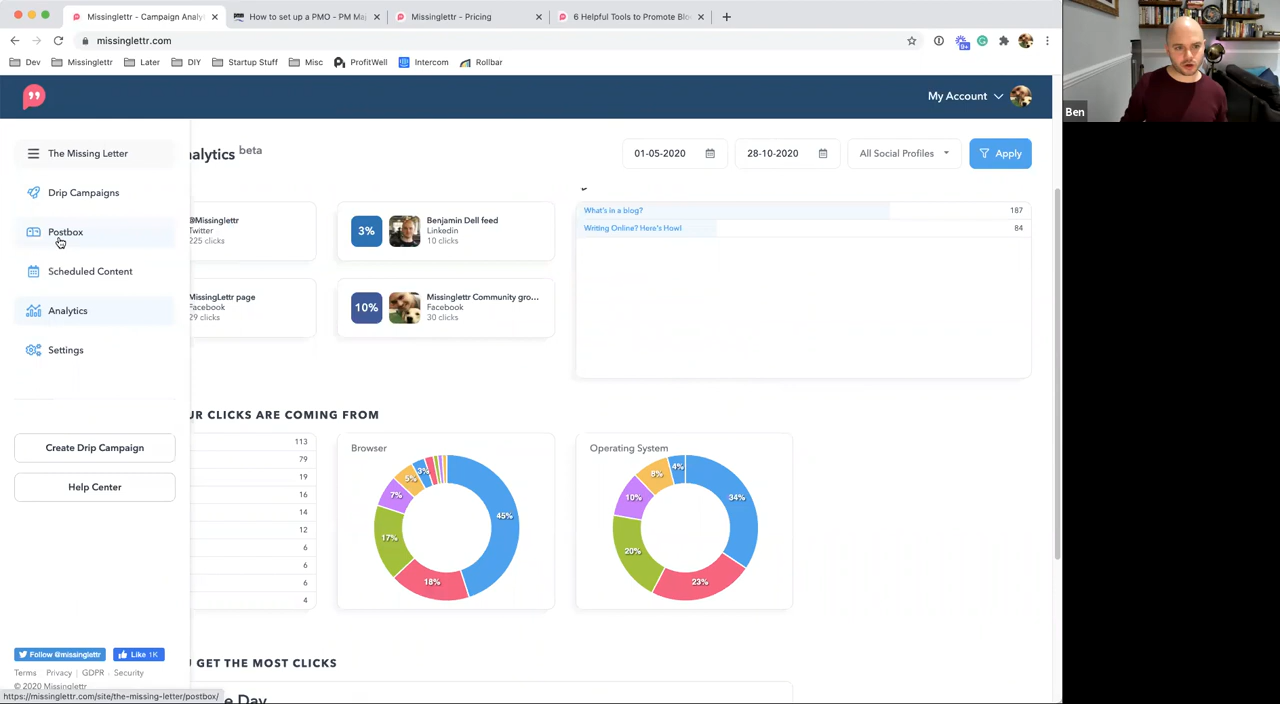 Missinglettr - Campaign Analyt
How to set up a PMO - PM Maj
Missinglettr - Pricing
6 Helpful Tools to Promote Blo
missinglettr.com
9+
Dev
Missinglettr
Later
DIY
Startup Stuff
Misc
ProfitWell
Intercom
Rollbar
My Account
Ben
The Missing Letter
Drip Campaigns
Postbox
Scheduled Content
Analytics
Settings
Create Drip Campaign
Help Center
Follow @missinglettr
Like 1K
Terms | Privacy | GDPR · Security
© 2020 Missinglettr
https://missinglettr.com/site/the-missing-letter/postbox/
nalytics beta
01-05-2020
28-10-2020
All Social Profiles
Apply
@Missinglettr
Twitter
225 clicks
3%
Benjamin Dell feed
Linkedin
10 clicks
MissingLettr page
Facebook
29 clicks
10%
Missinglettr Community gro...
Facebook
30 clicks
What's in a blog? 187
Writing Online? Here's Howl 84
UR CLICKS ARE COMING FROM
113
79
19
16
14
12
6
6
6
4
Browser
45%
18%
17%
7%
5%
3%
Operating System
34%
23%
20%
10%
8%
4%
U GET THE MOST CLICKS
e Day